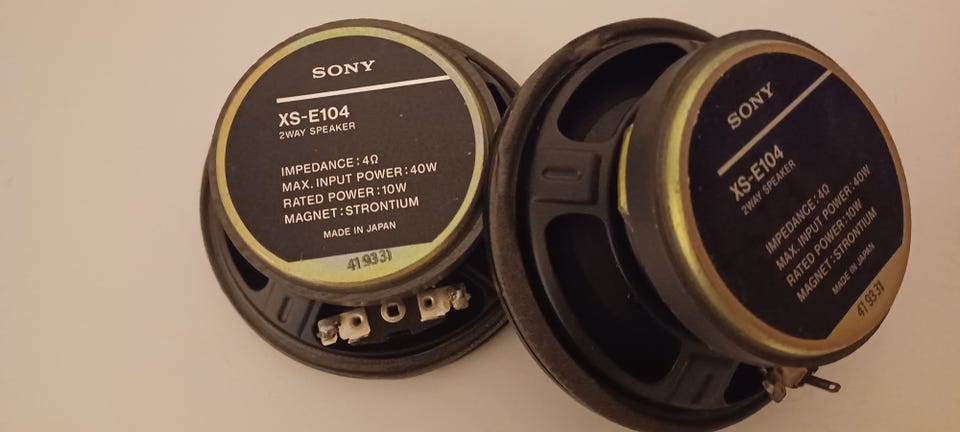 SONY
XS-E104
2WAY SPEAKER
IMPEDANCE : 4Ω
MAX. INPUT POWER : 40W
RATED POWER : 10W
MAGNET : STRONTIUM
MADE IN JAPAN
419331
SONY
XS-E104
2WAY SPEAKER
IMPEDANCE : 4Ω
MAX. INPUT POWER : 40W
RATED POWER : 10W
MAGNET : STRONTIUM
MADE IN JAPAN
419331